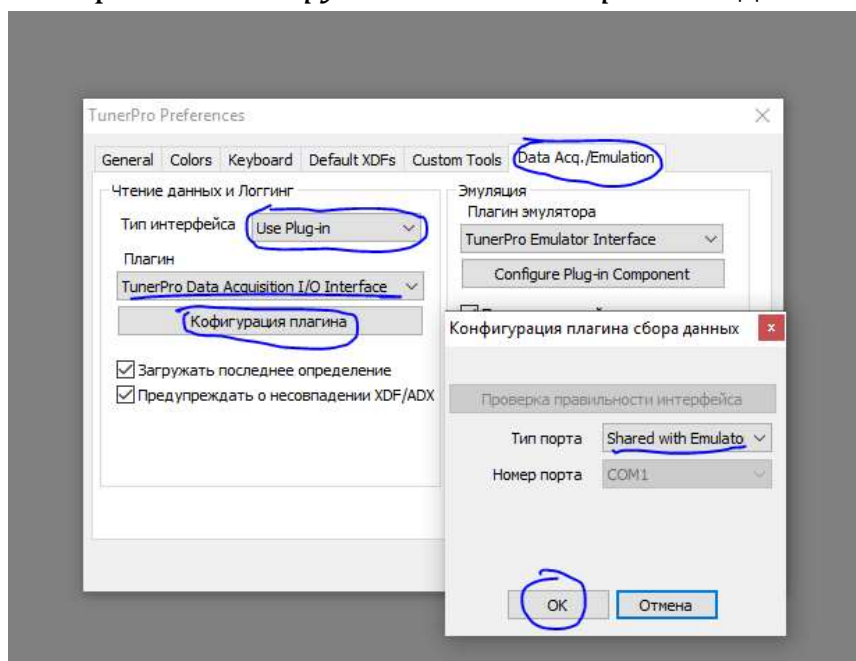 TunerPro Preferences
General Colors Keyboard Default XDFs Custom Tools Data Acq./Emulation
Чтение данных и Логгинг
Тип интерфейса Use Plug-in
Плагин
TunerPro Data Acquisition I/O Interface
Кофигурация плагина
Загружать последнее определение
Предупреждать о несовпадении XDF/ADX
Эмуляция
Плагин эмулятора
TunerPro Emulator Interface
Configure Plug-in Component
Конфигурация плагина сбора данных
x
Проверка правильности интерфейса
Тип порта Shared with Emulato
Номер порта COM1
OK Отмена